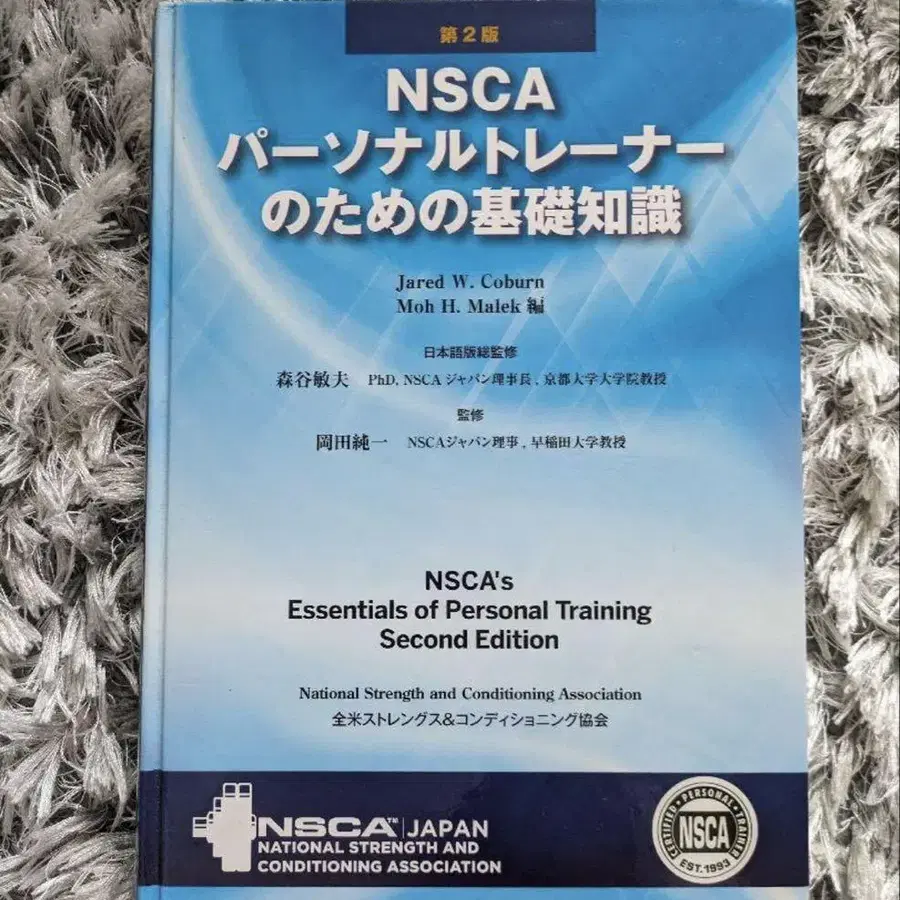 第2版
NSCA
パーソナルトレーナー
のための基礎知識
Jared W. Coburn
Moh H. Malek 編
日本語版総監修
森谷敏夫 PhD, NSCA ジャパン理事長, 京都大学大学院教授
監修
岡田純一 NSCAジャパン理事, 早稲田大学教授
NSCA's
Essentials of Personal Training
Second Edition
National Strength and Conditioning Association
全米ストレングス&コンディショニング協会
NSCA™ | JAPAN
NATIONAL STRENGTH AND
CONDITIONING ASSOCIATION
CERTIFIED • PERSONAL • TRAINER
NSCA
EST. 1993